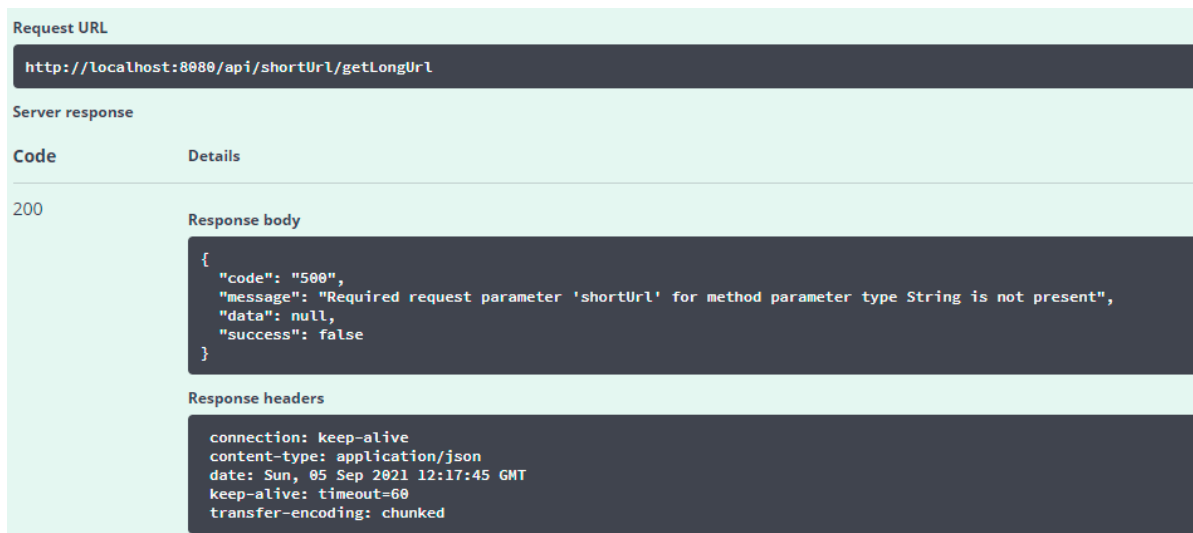 Request URL
http://localhost:8080/api/shortUrl/getLongUrl
Server response
Code Details
200
Response body
{
"code": "500",
"message": "Required request parameter 'shortUrl' for method parameter type String is not present",
"data": null,
"success": false
}
Response headers
connection: keep-alive
content-type: application/json
date: Sun, 05 Sep 2021 12:17:45 GMT
keep-alive: timeout=60
transfer-encoding: chunked